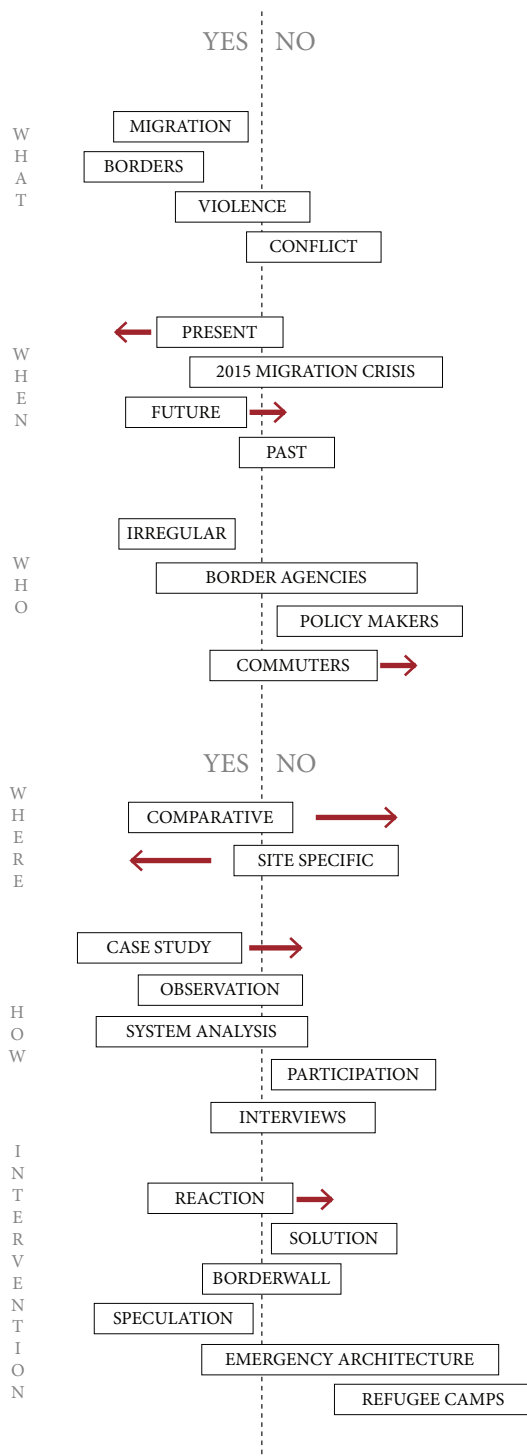 YES NO
WHAT
MIGRATION
BORDERS
VIOLENCE
CONFLICT
WHEN
PRESENT
2015 MIGRATION CRISIS
FUTURE
PAST
WHO
IRREGULAR
BORDER AGENCIES
POLICY MAKERS
COMMUTERS
YES NO
WHERE
COMPARATIVE
SITE SPECIFIC
HOW
CASE STUDY
OBSERVATION
SYSTEM ANALYSIS
PARTICIPATION
INTERVIEWS
INTERVENTION
REACTION
SOLUTION
BORDERWALL
SPECULATION
EMERGENCY ARCHITECTURE
REFUGEE CAMPS